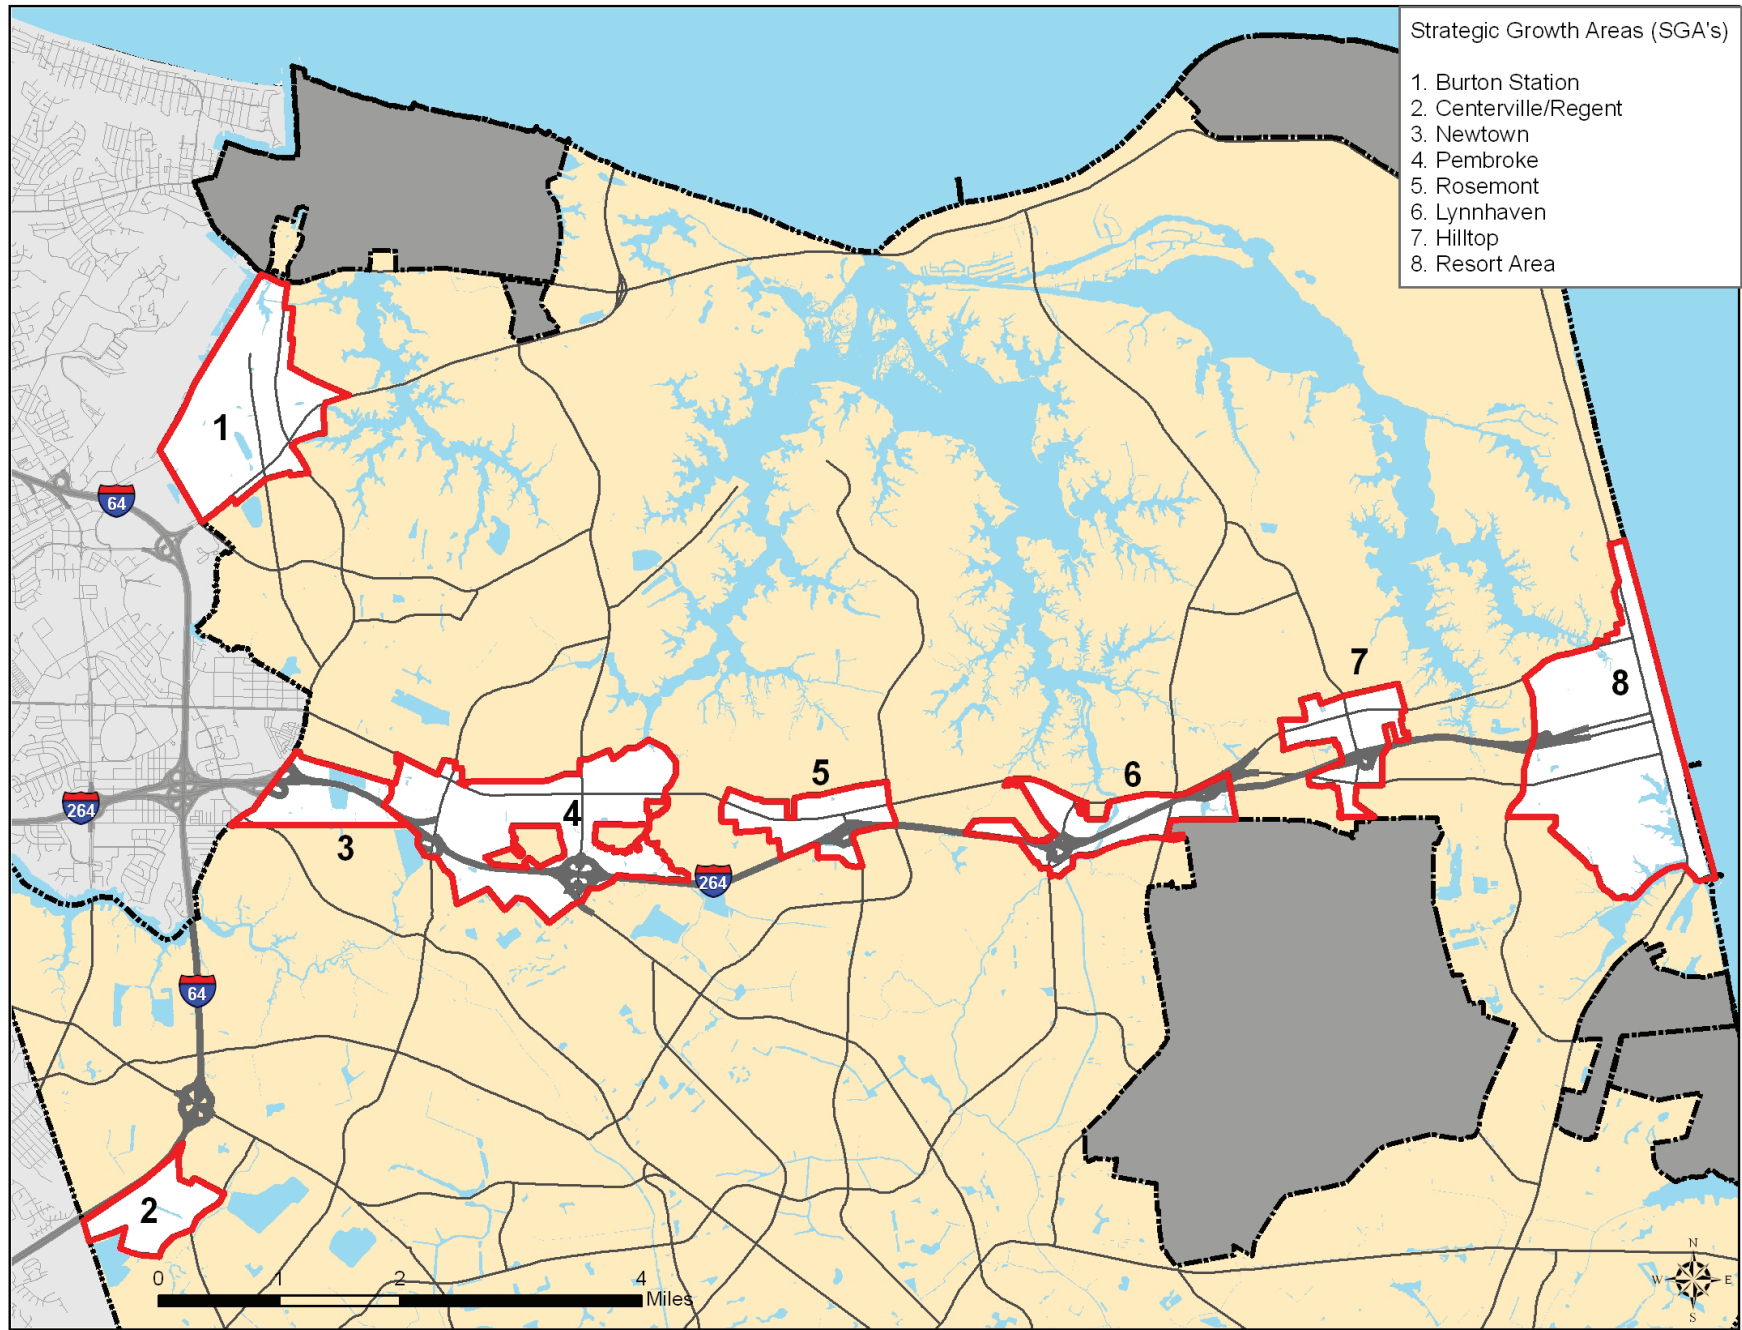 Strategic Growth Areas (SGA's)
1. Burton Station
2. Centerville/Regent
3. Newtown
4. Pembroke
5. Rosemont
6. Lynnhaven
7. Hilltop
8. Resort Area
1
64
7
8
5
6
264
4
3
264
64
2
N
W E
S
0 1 2 4
Miles